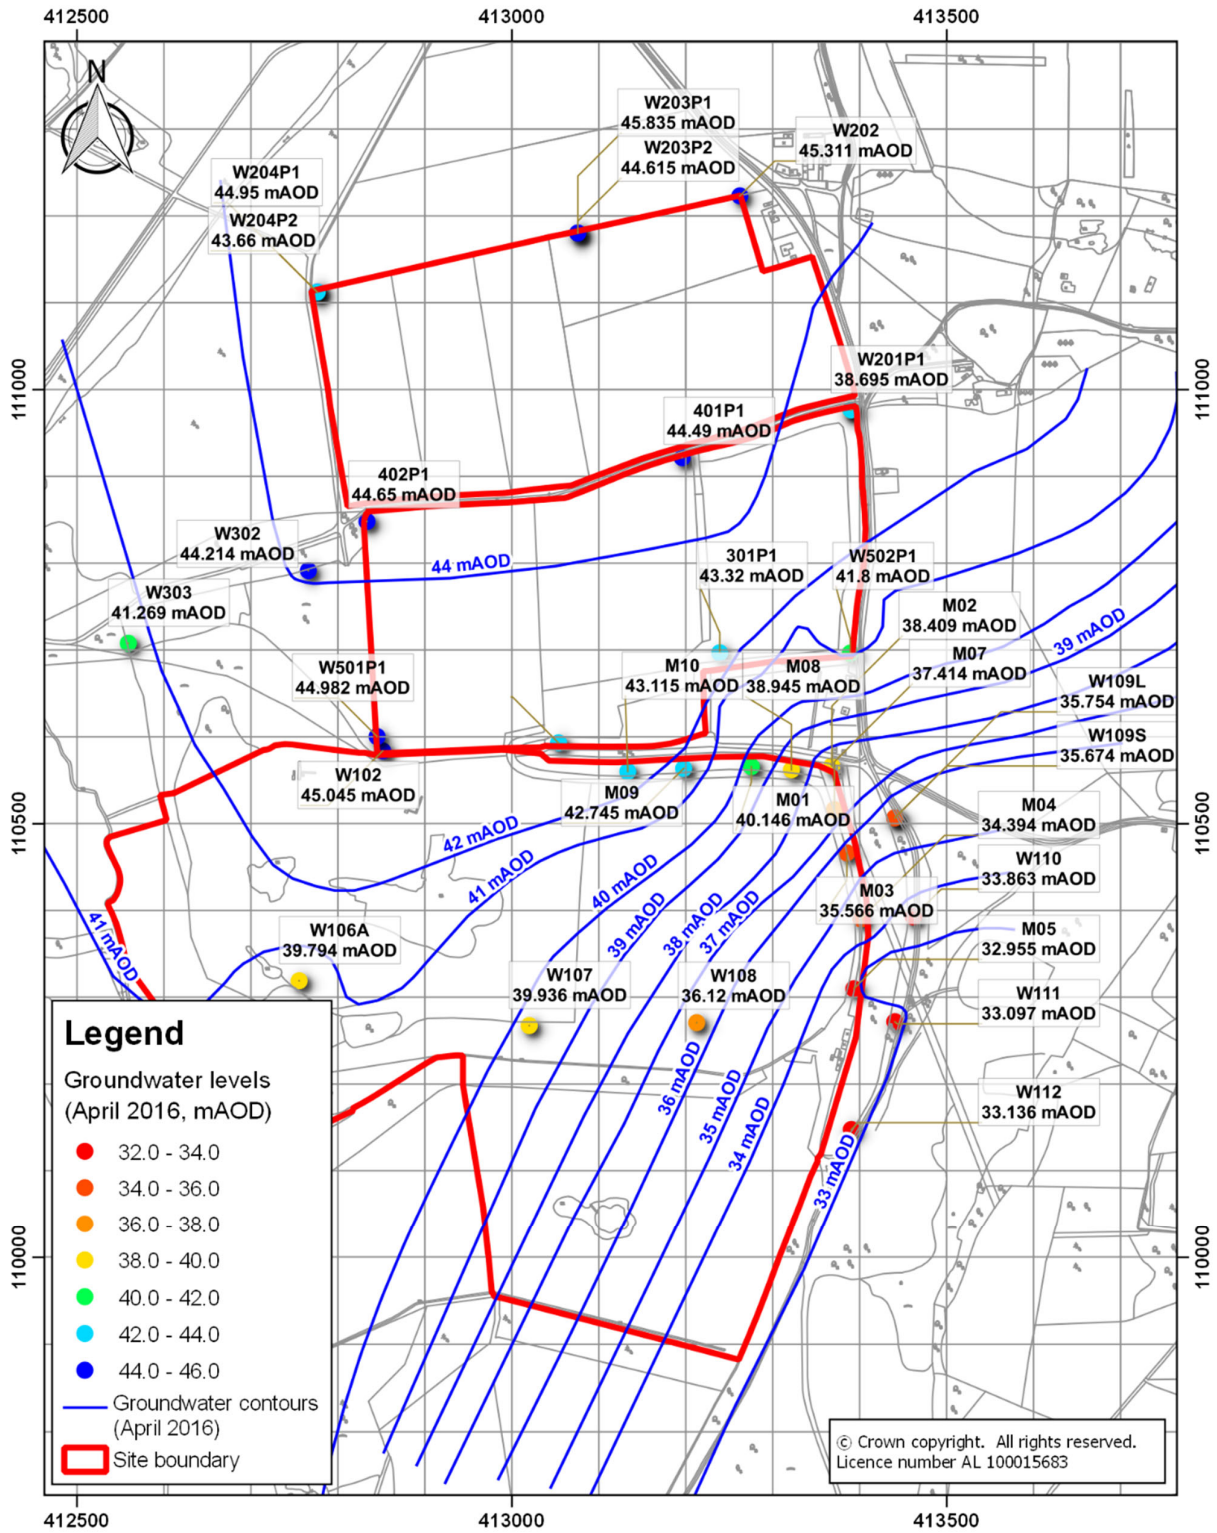 412500
413000
413500
N
W203P1
45.835 mAOD
W203P2
44.615 mAOD
W202
45.311 mAOD
W204P1
44.95 mAOD
W204P2
43.66 mAOD
111000
111000
W201P1
38.695 mAOD
401P1
44.49 mAOD
402P1
44.65 mAOD
W302
44.214 mAOD
44 mAOD
301P1
43.32 mAOD
W502P1
41.8 mAOD
W303
41.269 mAOD
M02
38.409 mAOD
39 mAOD
M07
37.414 mAOD
W501P1
44.982 mAOD
M10
43.115 mAOD
M08
38.945 mAOD
W109L
35.754 mAOD
W109S
35.674 mAOD
W102
45.045 mAOD
M09
42.745 mAOD
M01
40.146 mAOD
M04
34.394 mAOD
110500
110500
42 mAOD
41 mAOD
40 mAOD
39 mAOD
38 mAOD
37 mAOD
W110
33.863 mAOD
M03
35.566 mAOD
41 mAOD
W106A
39.794 mAOD
M05
32.955 mAOD
W107
39.936 mAOD
W108
36.12 mAOD
W111
33.097 mAOD
36 mAOD
35 mAOD
34 mAOD
33 mAOD
W112
33.136 mAOD
Legend
Groundwater levels
(April 2016, mAOD)
32.0 - 34.0
34.0 - 36.0
36.0 - 38.0
38.0 - 40.0
40.0 - 42.0
42.0 - 44.0
44.0 - 46.0
Groundwater contours
(April 2016)
Site boundary
110000
110000
© Crown copyright. All rights reserved.
Licence number AL 100015683
412500
413000
413500